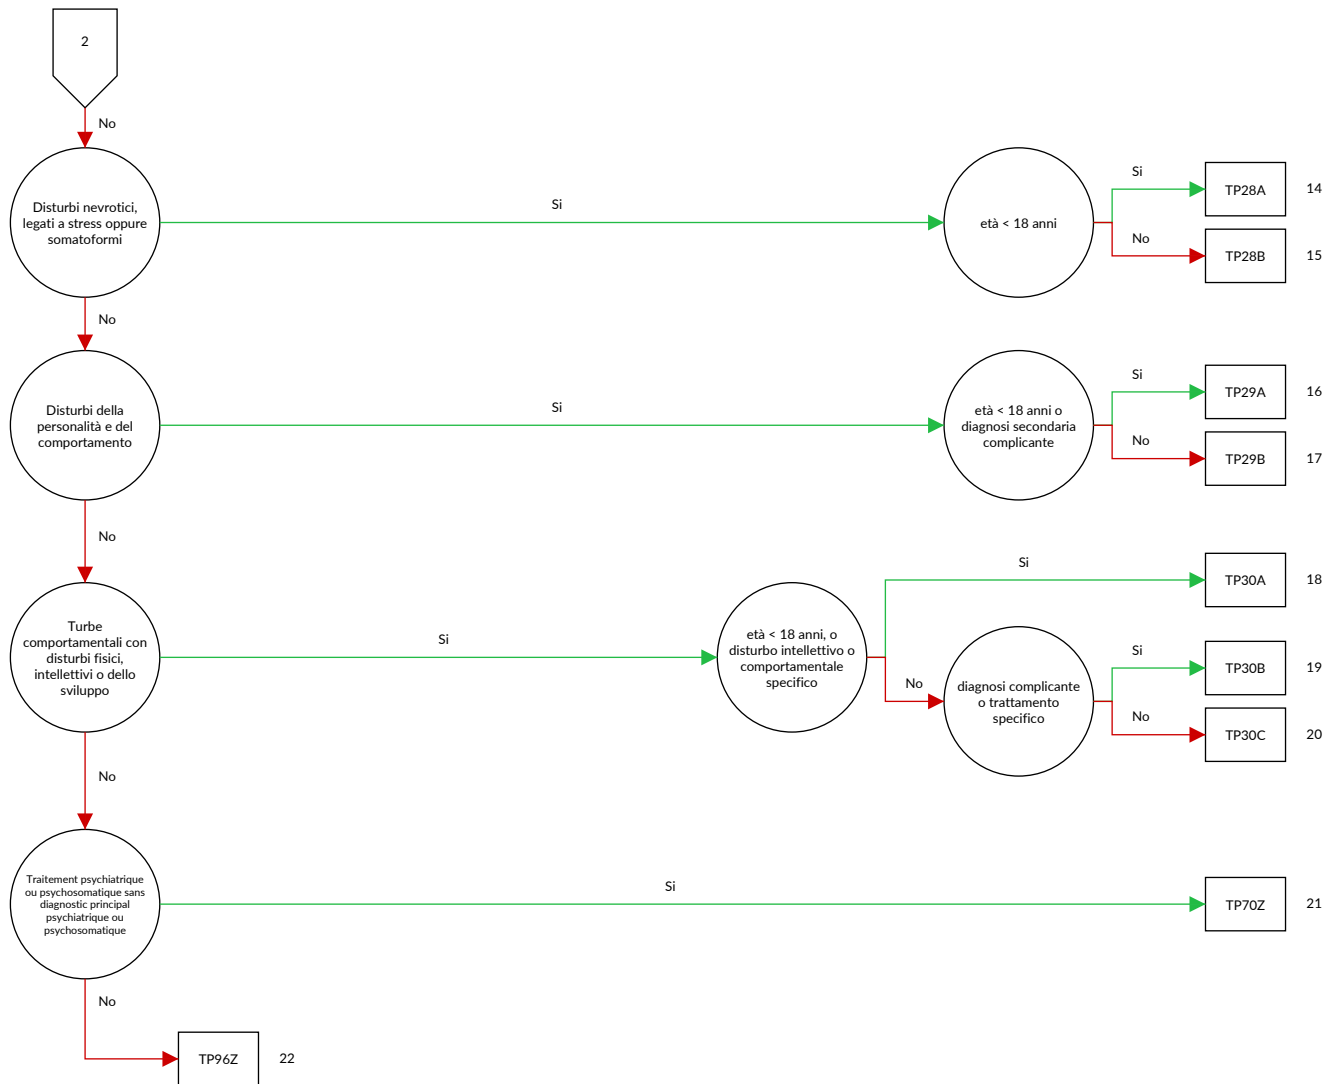 2
No
Disturbi nevrotici,
legati a stress oppure
somatoformi
Si
età < 18 anni
Si
TP28A
14
No
TP28B
15
No
Disturbi della
personalità e del
comportamento
Si
età < 18 anni o
diagnosi secondaria
complicante
Si
TP29A
16
No
TP29B
17
No
Turbe
comportamentali con
disturbi fisici,
intellettivi o dello
sviluppo
Si
età < 18 anni, o
disturbo intellettivo o
comportamentale
specifico
Si
TP30A
18
No
diagnosi complicante
o trattamento
specifico
Si
TP30B
19
No
TP30C
20
No
Traitement psychiatrique
ou psychosomatique sans
diagnostic principal
psychiatrique ou
psychosomatique
Si
TP70Z
21
No
TP96Z
22